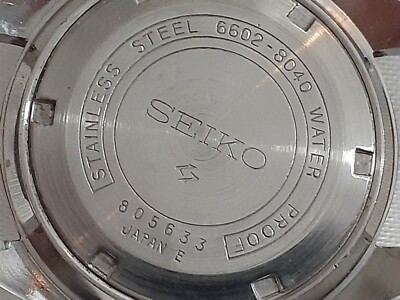 STAINLESS STEEL 6602-8040 WATER PROOF
SEIKO
805633
JAPAN E